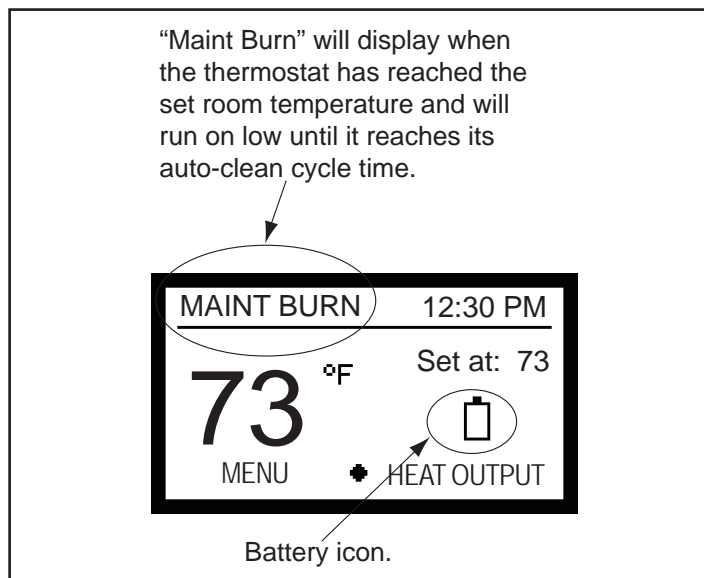 “Maint Burn” will display when
the thermostat has reached the
set room temperature and will
run on low until it reaches its
auto-clean cycle time.
MAINT BURN 12:30 PM
Set at: 73
73 °F
MENU HEAT OUTPUT
Battery icon.